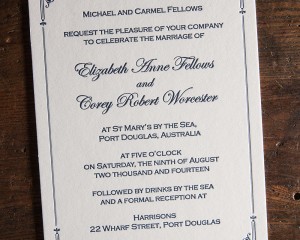 Michael and Carmel Fellows
request the pleasure of your company
to celebrate the marriage of
Elizabeth Anne Fellows
and
Corey Robert Worcester
at St Mary's by the Sea,
Port Douglas, Australia
at five o'clock
on Saturday, the ninth of August
two thousand and fourteen
followed by drinks by the sea
and a formal reception at
Harrisons
22 Wharf Street, Port Douglas